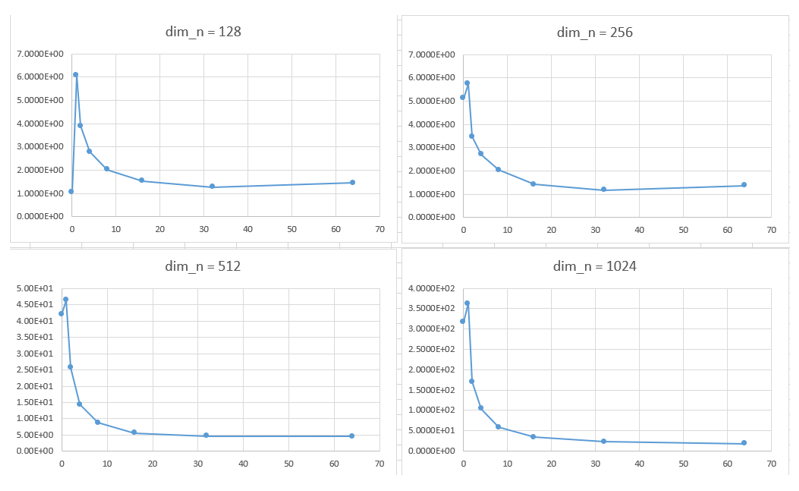 dim_n = 128
7.0000E+00
6.0000E+00
5.0000E+00
4.0000E+00
3.0000E+00
2.0000E+00
1.0000E+00
0.0000E+00
0 10 20 30 40 50 60 70
dim_n = 256
7.0000E+00
6.0000E+00
5.0000E+00
4.0000E+00
3.0000E+00
2.0000E+00
1.0000E+00
0.0000E+00
0 10 20 30 40 50 60 70
dim_n = 512
5.00E+01
4.50E+01
4.00E+01
3.50E+01
3.00E+01
2.50E+01
2.00E+01
1.50E+01
1.00E+01
5.00E+00
0.00E+00
0 10 20 30 40 50 60 70
dim_n = 1024
4.0000E+02
3.5000E+02
3.0000E+02
2.5000E+02
2.0000E+02
1.5000E+02
1.0000E+02
5.0000E+01
0.0000E+00
0 10 20 30 40 50 60 70